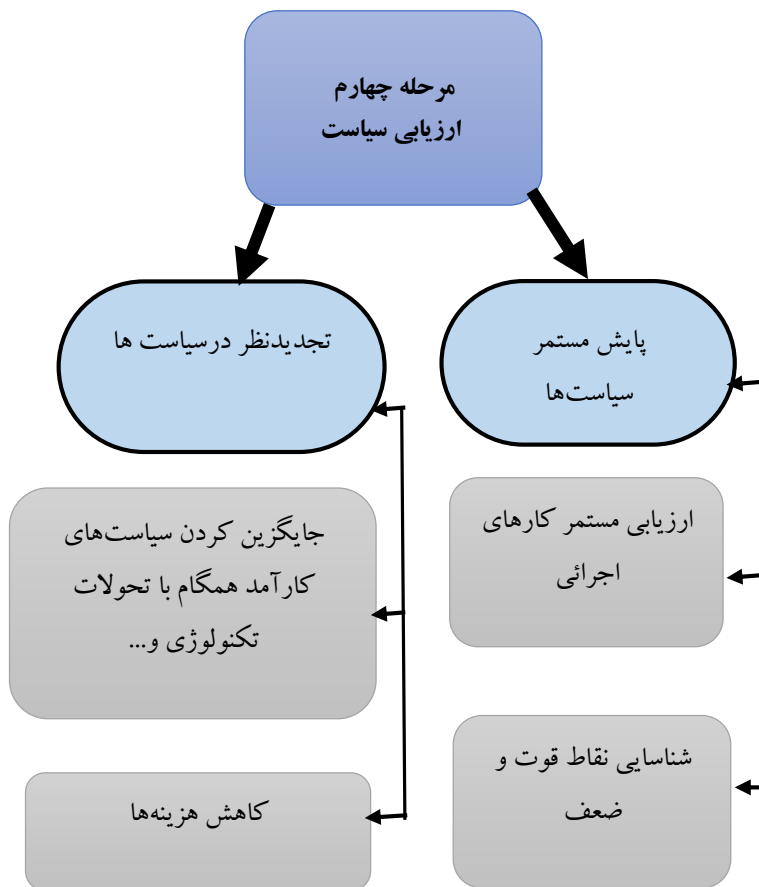 مرحله چهارم
ارزیابی سیاست
پایش مستمر
سیاست‌ها
ارزیابی مستمر کارهای
اجرائی
شناسایی نقاط قوت و
ضعف
تجدیدنظر درسیاست ها
جایگزین کردن سیاست‌های
کارآمد همگام با تحولات
تکنولوژی و...
کاهش هزینه‌ها